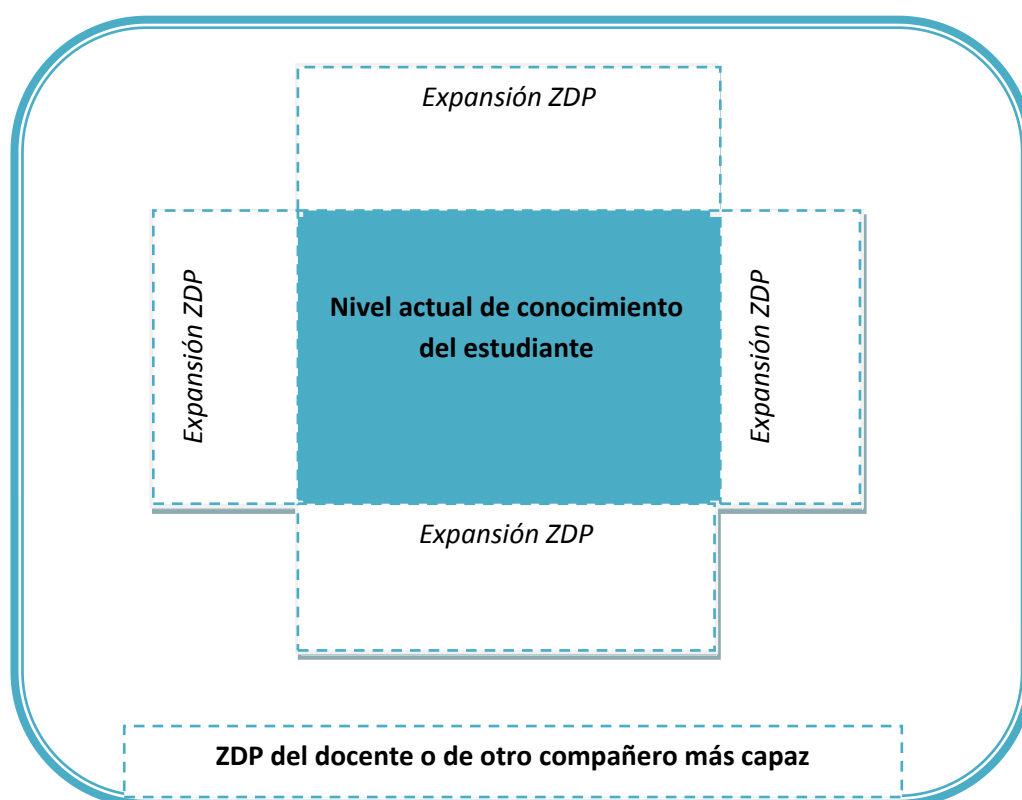 Expansión ZDP
Expansión ZDP
Nivel actual de conocimiento
del estudiante
Expansión ZDP
Expansión ZDP
ZDP del docente o de otro compañero más capaz